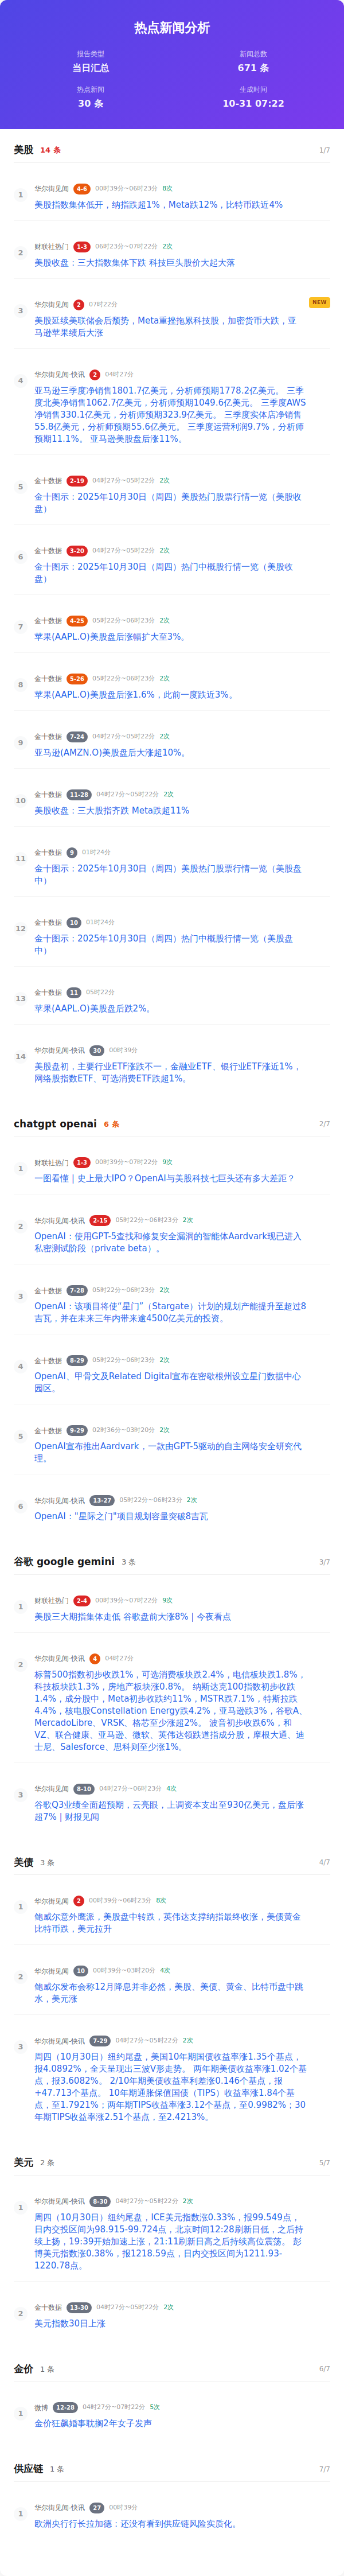 热点新闻分析
报告类型
新闻总数
当日汇总
671 条
热点新闻
生成时间
30 条
10-31 07:22
美股 14 条 1/7
1 华尔街见闻 4-6 00时39分~06时23分 8次
美股指数集体低开，纳指跌超1%，Meta跌12%，比特币跌近4%
2 财联社热门 1-3 06时23分~07时22分 2次
美股收盘：三大指数集体下跌 科技巨头股价大起大落
3 华尔街见闻 2 07时22分 NEW
美股延续美联储会后颓势，Meta重挫拖累科技股，加密货币大跌，亚
马逊苹果绩后大涨
4 华尔街见闻-快讯 2 04时27分
亚马逊三季度净销售1801.7亿美元，分析师预期1778.2亿美元。 三季
度北美净销售1062.7亿美元，分析师预期1049.6亿美元。 三季度AWS
净销售330.1亿美元，分析师预期323.9亿美元。 三季度实体店净销售
55.8亿美元，分析师预期55.6亿美元。 三季度运营利润9.7%，分析师
预期11.1%。 亚马逊美股盘后涨11%。
5 金十数据 2-19 04时27分~05时22分 2次
金十图示：2025年10月30日（周四）美股热门股票行情一览（美股收
盘）
6 金十数据 3-20 04时27分~05时22分 2次
金十图示：2025年10月30日（周四）热门中概股行情一览（美股收
盘）
7 金十数据 4-25 05时22分~06时23分 2次
苹果(AAPL.O)美股盘后涨幅扩大至3%。
8 金十数据 5-26 05时22分~06时23分 2次
苹果(AAPL.O)美股盘后涨1.6%，此前一度跌近3%。
9 金十数据 7-24 04时27分~05时22分 2次
亚马逊(AMZN.O)美股盘后大涨超10%。
10 金十数据 11-28 04时27分~05时22分 2次
美股收盘：三大股指齐跌 Meta跌超11%
11 金十数据 9 01时24分
金十图示：2025年10月30日（周四）美股热门股票行情一览（美股盘
中）
12 金十数据 10 01时24分
金十图示：2025年10月30日（周四）热门中概股行情一览（美股盘
中）
13 金十数据 11 05时22分
苹果(AAPL.O)美股盘后跌2%。
14 华尔街见闻-快讯 30 00时39分
美股盘初，主要行业ETF涨跌不一，金融业ETF、银行业ETF涨近1%，
网络股指数ETF、可选消费ETF跌超1%。
chatgpt openai 6 条 2/7
1 财联社热门 1-3 00时39分~07时22分 9次
一图看懂 | 史上最大IPO？OpenAI与美股科技七巨头还有多大差距？
2 华尔街见闻-快讯 2-15 05时22分~06时23分 2次
OpenAI：使用GPT-5查找和修复安全漏洞的智能体Aardvark现已进入
私密测试阶段（private beta）。
3 金十数据 7-28 05时22分~06时23分 2次
OpenAI：该项目将使“星门”（Stargate）计划的规划产能提升至超过8
吉瓦，并在未来三年内带来逾4500亿美元的投资。
4 金十数据 8-29 05时22分~06时23分 2次
OpenAI、甲骨文及Related Digital宣布在密歇根州设立星门数据中心
园区。
5 金十数据 9-29 02时36分~03时20分 2次
OpenAI宣布推出Aardvark，一款由GPT-5驱动的自主网络安全研究代
理。
6 华尔街见闻-快讯 13-27 05时22分~06时23分 2次
OpenAI：“星际之门”项目规划容量突破8吉瓦
谷歌 google gemini 3 条 3/7
1 财联社热门 2-4 00时39分~07时22分 9次
美股三大期指集体走低 谷歌盘前大涨8% | 今夜看点
2 华尔街见闻-快讯 4 04时27分
标普500指数初步收跌1%，可选消费板块跌2.4%，电信板块跌1.8%，
科技板块跌1.3%，房地产板块涨0.8%。 纳斯达克100指数初步收跌
1.4%，成分股中，Meta初步收跌约11%，MSTR跌7.1%，特斯拉跌
4.4%，核电股Constellation Energy跌4.2%，亚马逊跌3%，谷歌A、
MercadoLibre、VRSK、格芯至少涨超2%。 波音初步收跌6%，和
VZ、联合健康、亚马逊、微软、英伟达领跌道指成分股，摩根大通、迪
士尼、Salesforce、思科则至少涨1%。
3 华尔街见闻 8-10 04时27分~06时23分 4次
谷歌Q3业绩全面超预期，云亮眼，上调资本支出至930亿美元，盘后涨
超7% | 财报见闻
美债 3 条 4/7
1 华尔街见闻 2 00时39分~06时23分 8次
鲍威尔意外鹰派，美股盘中转跌，英伟达支撑纳指最终收涨，美债黄金
比特币跌，美元拉升
2 华尔街见闻 10 00时39分~03时20分 4次
鲍威尔发布会称12月降息并非必然，美股、美债、黄金、比特币盘中跳
水，美元涨
3 华尔街见闻-快讯 7-29 04时27分~05时22分 2次
周四（10月30日）纽约尾盘，美国10年期国债收益率涨1.35个基点，
报4.0892%，全天呈现出三波V形走势。 两年期美债收益率涨1.02个基
点，报3.6082%。 2/10年期美债收益率利差涨0.146个基点，报
+47.713个基点。 10年期通胀保值国债（TIPS）收益率涨1.84个基
点，至1.7921%；两年期TIPS收益率涨3.12个基点，至0.9982%；30
年期TIPS收益率涨2.51个基点，至2.4213%。
美元 2 条 5/7
1 华尔街见闻-快讯 8-30 04时27分~05时22分 2次
周四（10月30日）纽约尾盘，ICE美元指数涨0.33%，报99.549点，
日内交投区间为98.915-99.724点，北京时间12:28刷新日低，之后持
续上扬，19:39开始加速上涨，21:11刷新日高之后持续高位震荡。 彭
博美元指数涨0.38%，报1218.59点，日内交投区间为1211.93-
1220.78点。
2 金十数据 13-30 04时27分~05时22分 2次
美元指数30日上涨
金价 1 条 6/7
1 微博 12-28 04时27分~07时22分 5次
金价狂飙婚事耽搁2年女子发声
供应链 1 条 7/7
1 华尔街见闻-快讯 27 00时39分
欧洲央行行长拉加德：还没有看到供应链风险实质化。